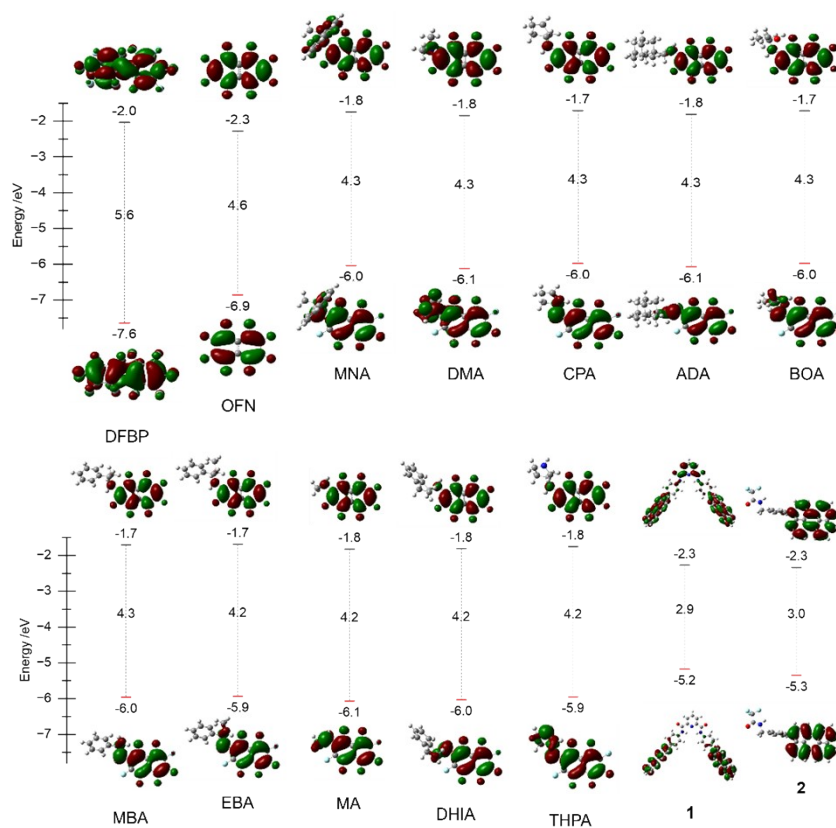 -2.0 -2.3 -1.8 -1.8 -1.7 -1.8 -1.7
Energy /eV
−2
−3
−4
−5
−6
−7
5.6 4.6 4.3 4.3 4.3 4.3 4.3
-7.6 -6.9 -6.0 -6.1 -6.0 -6.1 -6.0
DFBP OFN MNA DMA CPA ADA BOA
-1.7 -1.7 -1.8 -1.8 -1.8 -2.3 -2.3
Energy /eV
−2
−3
−4
−5
−6
−7
4.3 4.2 4.2 4.2 4.2 2.9 3.0
-6.0 -5.9 -6.1 -6.0 -5.9 -5.2 -5.3
MBA EBA MA DHIA THPA 1 2